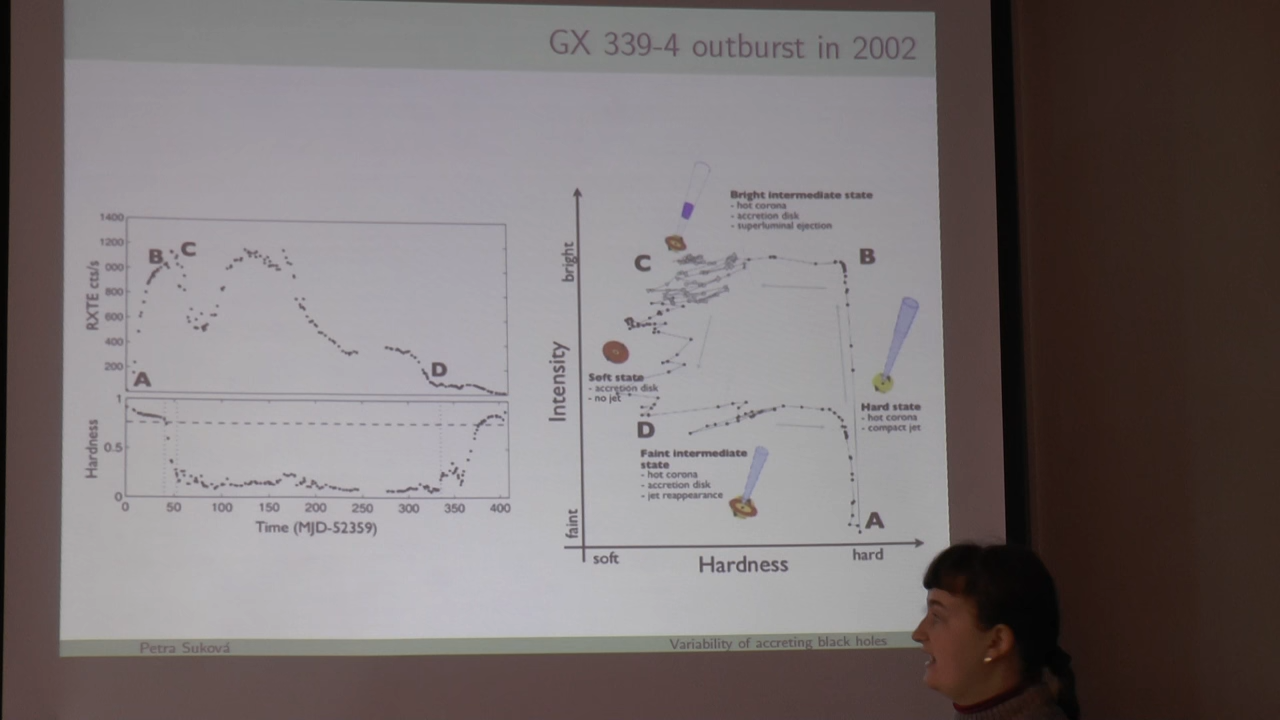 GX 339-4 outburst in 2002
1400
1200
000
800
600
400
200
RXTE cts/s
A
B
C
D
1
0.5
0
Hardness
0 50 100 150 200 250 300 350 400
Time (MJD-52359)
bright
Intensity
faint
Bright intermediate state
- hot corona
- accretion disk
- superluminal ejection
C
B
Soft state
- accretion disk
- no jet
Hard state
- hot corona
- compact jet
D
Faint intermediate
state
- hot corona
- accretion disk
- jet reappearance
A
soft
Hardness
hard
Petra Suková
Variability of accreting black holes